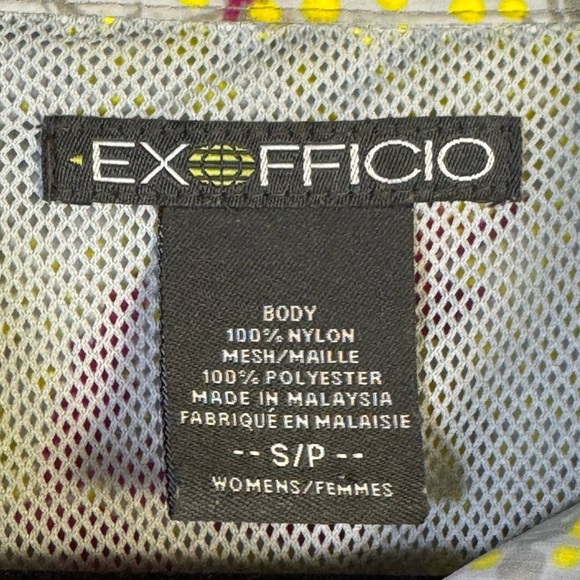 EXOFFICIO
BODY
100% NYLON
MESH/MAILLE
100% POLYESTER
MADE IN MALAYSIA
FABRIQUÉ EN MALAISIE
-- S/P --
WOMENS/FEMMES